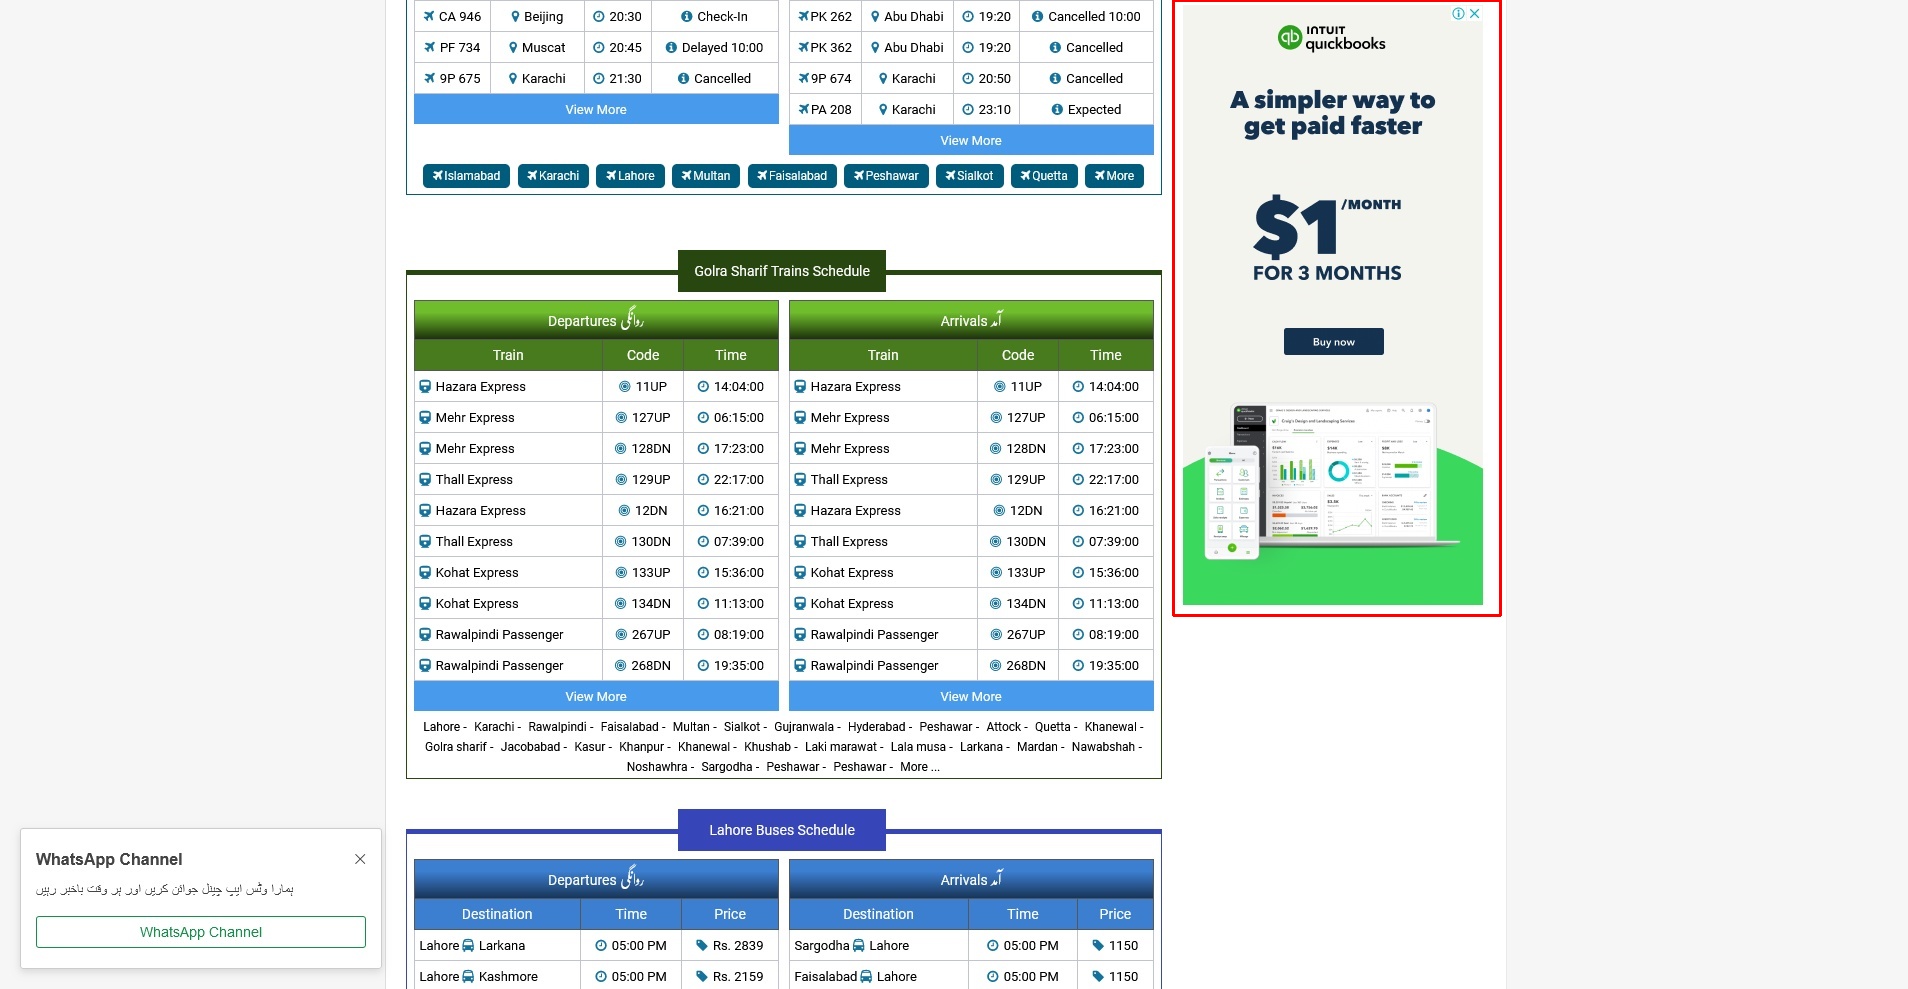 CA 946 Beijing 20:30 Check-In
PF 734 Muscat 20:45 Delayed 10:00
9P 675 Karachi 21:30 Cancelled
View More
PK 262 Abu Dhabi 19:20 Cancelled 10:00
PK 362 Abu Dhabi 19:20 Cancelled
9P 674 Karachi 20:50 Cancelled
PA 208 Karachi 23:10 Expected
View More
Islamabad Karachi Lahore Multan Faisalabad Peshawar Sialkot Quetta More
Golra Sharif Trains Schedule
Departures روانگی
Train Code Time
Hazara Express 11UP 14:04:00
Mehr Express 127UP 06:15:00
Mehr Express 128DN 17:23:00
Thall Express 129UP 22:17:00
Hazara Express 12DN 16:21:00
Thall Express 130DN 07:39:00
Kohat Express 133UP 15:36:00
Kohat Express 134DN 11:13:00
Rawalpindi Passenger 267UP 08:19:00
Rawalpindi Passenger 268DN 19:35:00
View More
Arrivals آمد
Train Code Time
Hazara Express 11UP 14:04:00
Mehr Express 127UP 06:15:00
Mehr Express 128DN 17:23:00
Thall Express 129UP 22:17:00
Hazara Express 12DN 16:21:00
Thall Express 130DN 07:39:00
Kohat Express 133UP 15:36:00
Kohat Express 134DN 11:13:00
Rawalpindi Passenger 267UP 08:19:00
Rawalpindi Passenger 268DN 19:35:00
View More
Lahore - Karachi - Rawalpindi - Faisalabad - Multan - Sialkot - Gujranwala - Hyderabad - Peshawar - Attock - Quetta - Khanewal -
Golra sharif - Jacobabad - Kasur - Khanpur - Khanewal - Khushab - Laki marawat - Lala musa - Larkana - Mardan - Nawabshah -
Noshawhra - Sargodha - Peshawar - Peshawar - More ...
Lahore Buses Schedule
Departures روانگی
Destination Time Price
Lahore Larkana 05:00 PM Rs. 2839
Lahore Kashmore 05:00 PM Rs. 2159
Arrivals آمد
Destination Time Price
Sargodha Lahore 05:00 PM 1150
Faisalabad Lahore 05:00 PM 1150
INTUIT
quickbooks
A simpler way to
get paid faster
$1 /MONTH
FOR 3 MONTHS
Buy now
Craig's Design and Landscaping Services
WhatsApp Channel
ہمارا وٹس ایپ چینل جوائن کریں اور ہر وقت باخبر رہیں
WhatsApp Channel